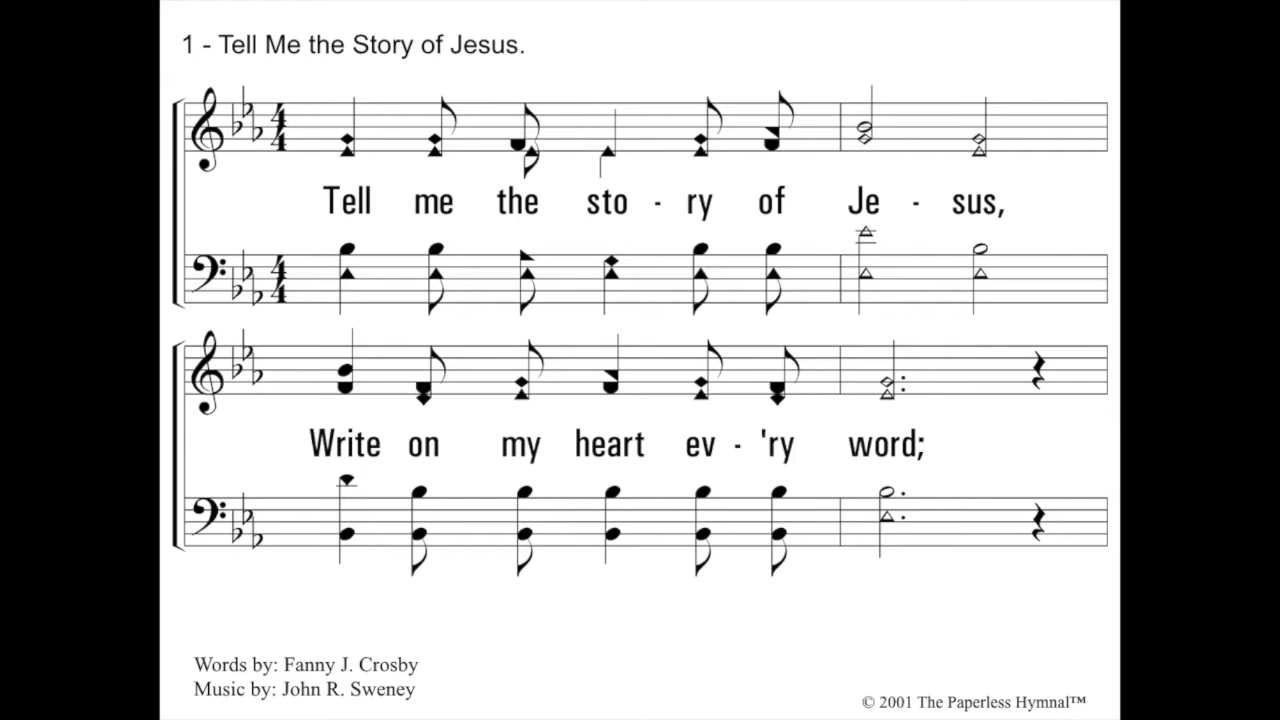 1 - Tell Me the Story of Jesus.
Tell me the sto - ry of Je - sus,
Write on my heart ev - 'ry word;
Words by: Fanny J. Crosby
Music by: John R. Sweney
© 2001 The Paperless Hymnal™